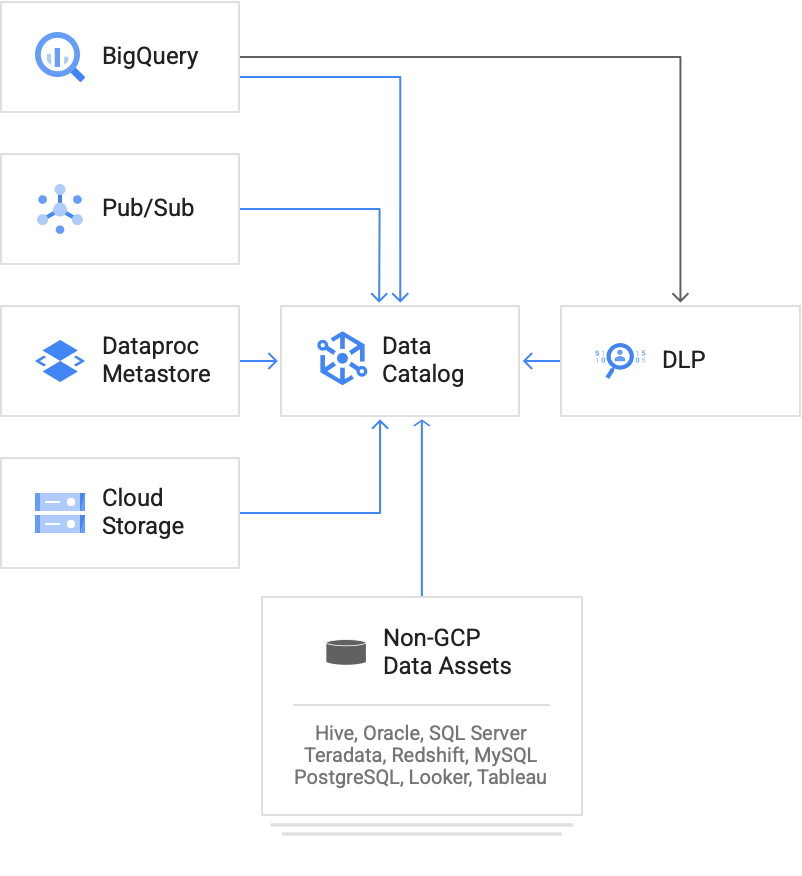 BigQuery
Pub/Sub
Dataproc
Metastore
Data
Catalog
DLP
Cloud
Storage
Non-GCP
Data Assets
Hive, Oracle, SQL Server
Teradata, Redshift, MySQL
PostgreSQL, Looker, Tableau